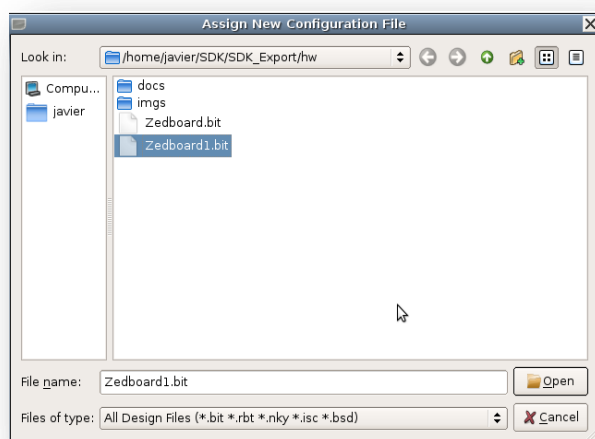 Assign New Configuration File
Look in: /home/javier/SDK/SDK_Export/hw
Compu...
javier
docs
imgs
Zedboard.bit
Zedboard1.bit
File name: Zedboard1.bit
Open
Files of type: All Design Files (*.bit *.rbt *.nky *.isc *.bsd)
Cancel